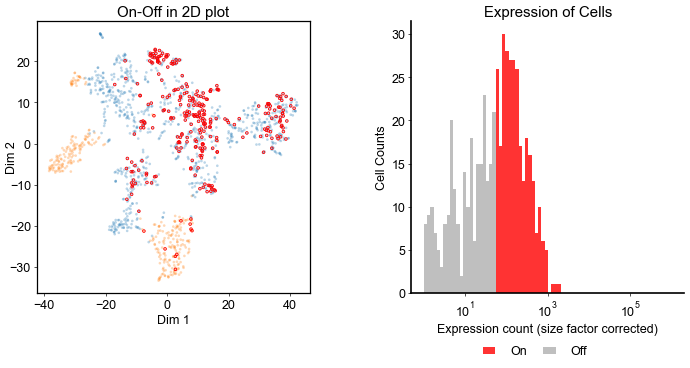 On-Off in 2D plot
Dim 2
20
10
0
−10
−20
−30
−40
−20
0
20
40
Dim 1
Expression of Cells
Cell Counts
30
25
20
15
10
5
0
10^1
10^3
10^5
Expression count (size factor corrected)
On
Off